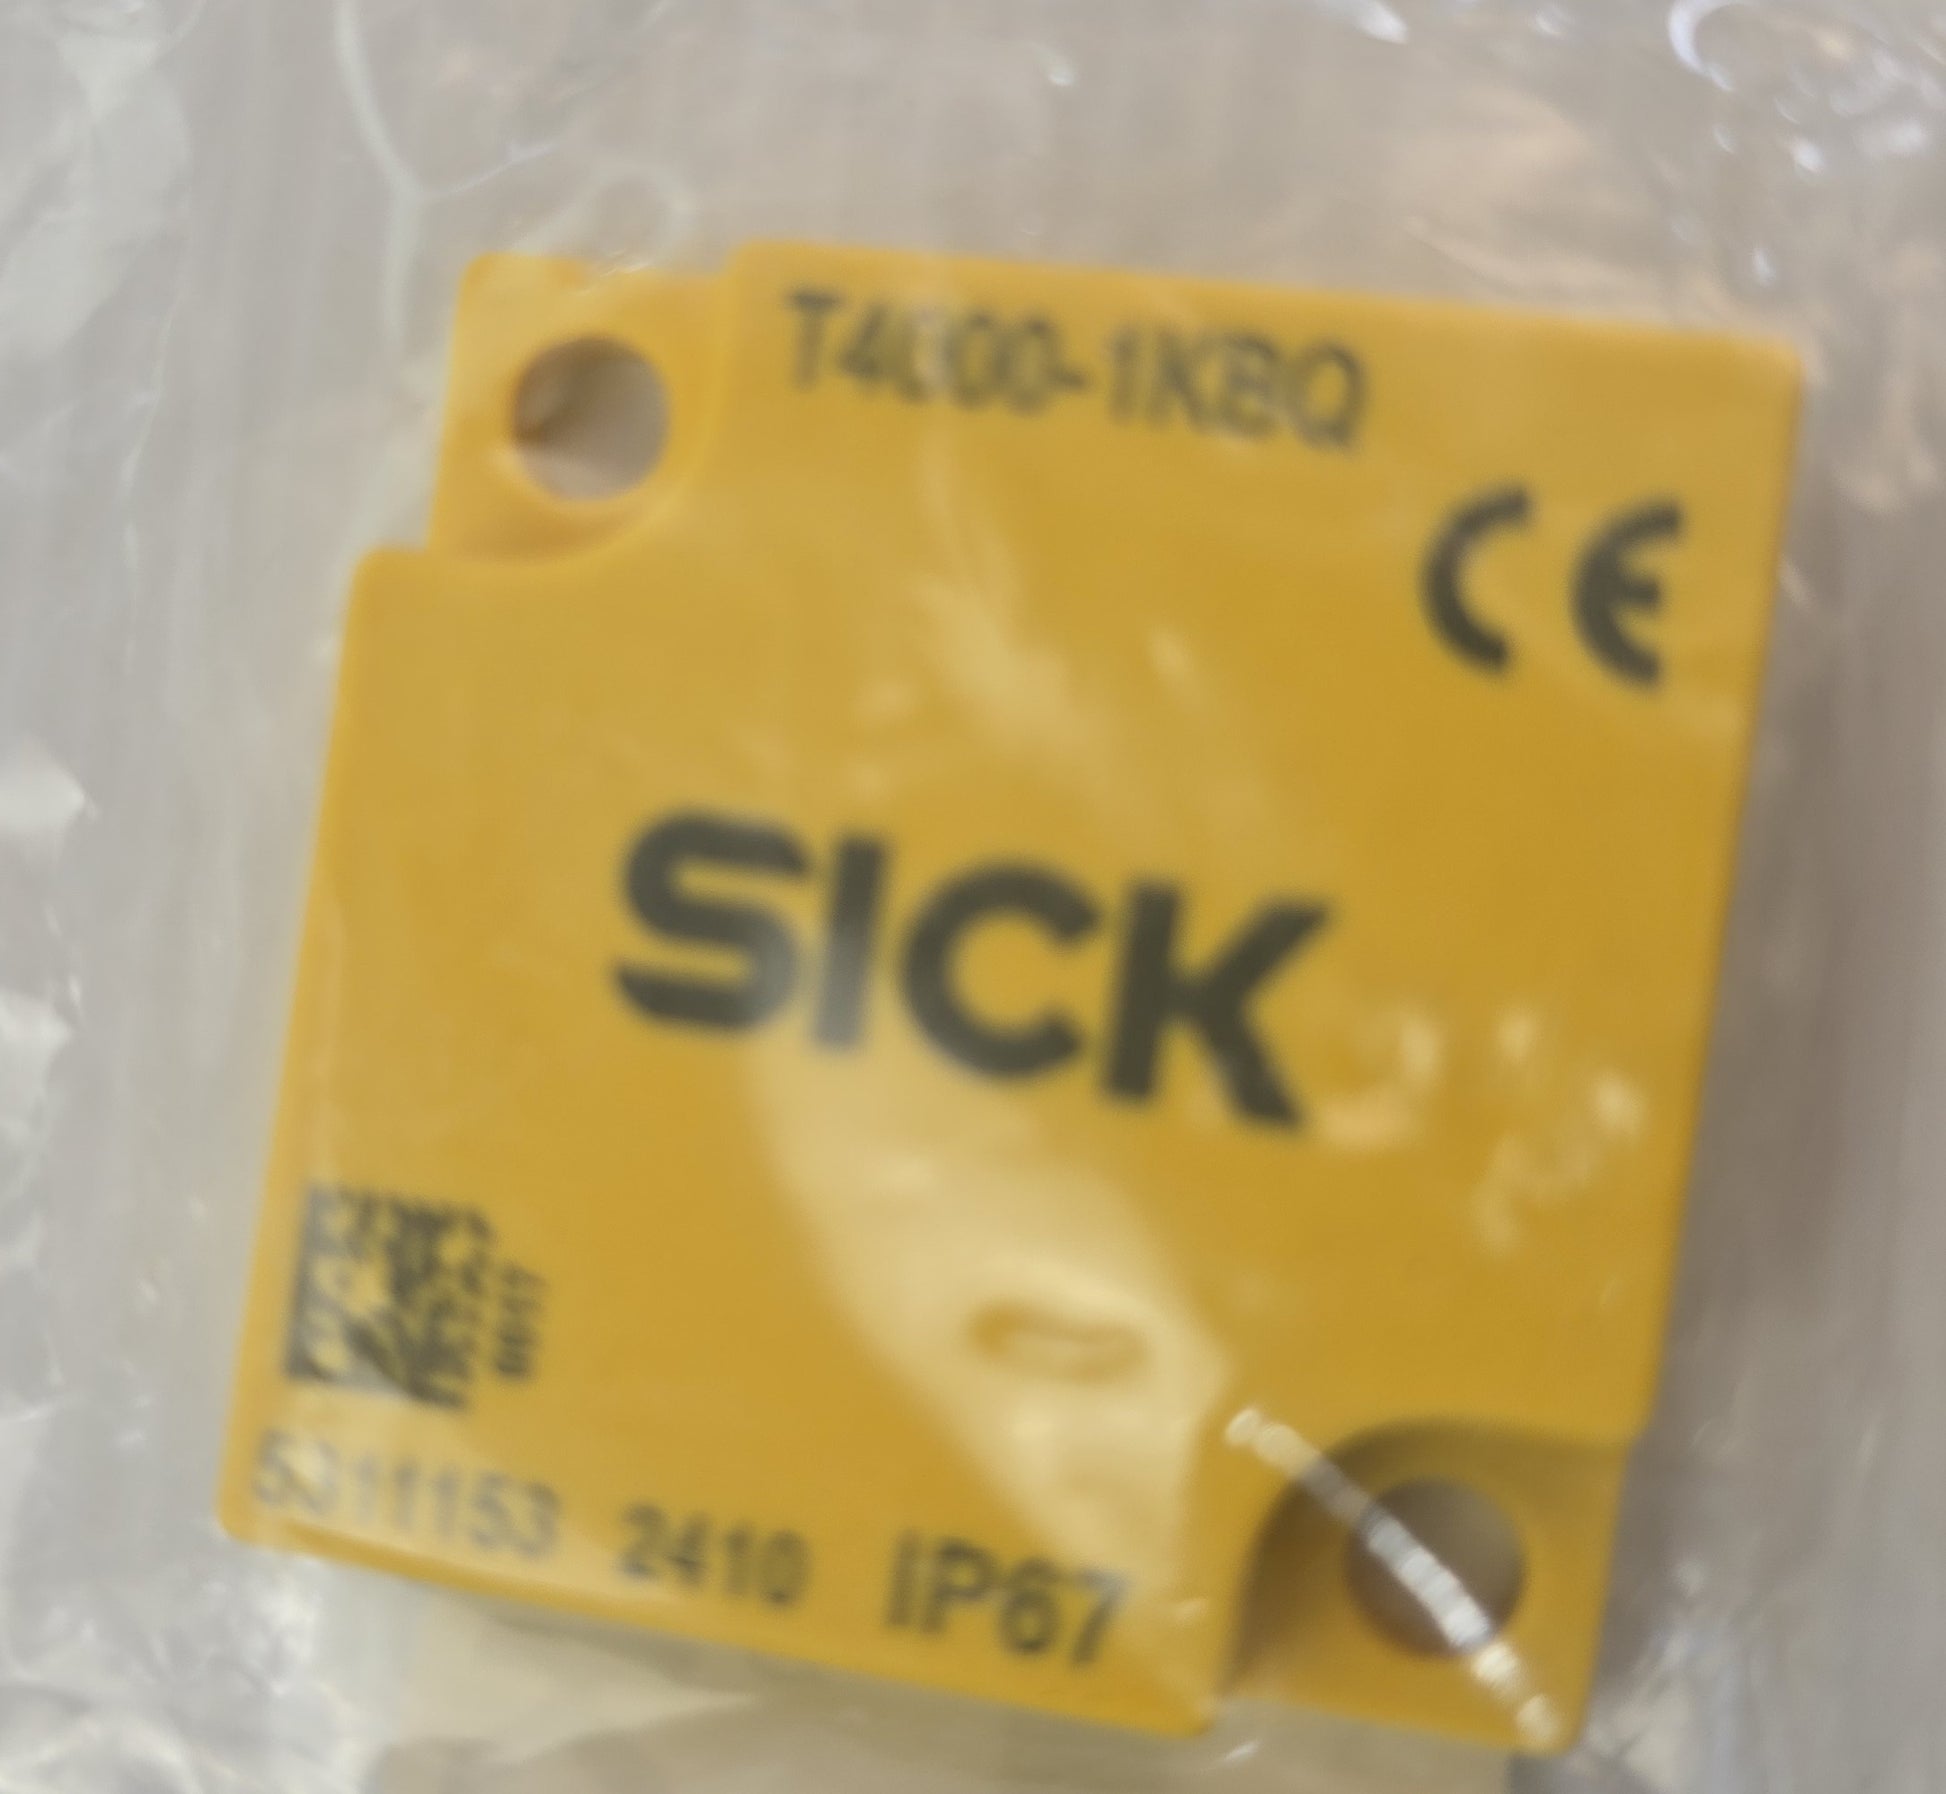 T4000-1KBQ
CE
SICK
5311153 2410 IP67